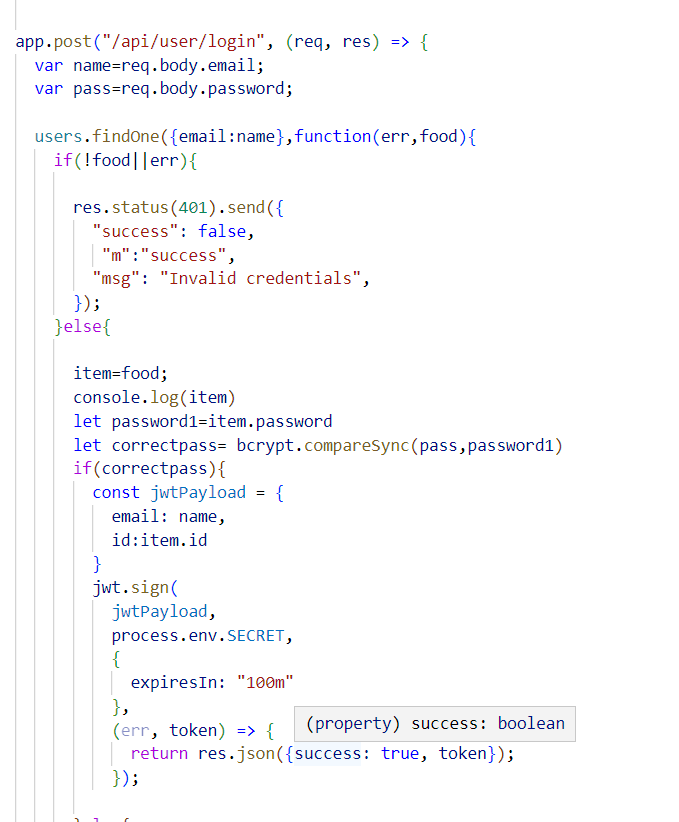 app.post("/api/user/login", (req, res) => {
var name=req.body.email;
var pass=req.body.password;
users.findOne({email:name},function(err,food){
if(!food||err){
res.status(401).send({
"success": false,
"m":"success",
"msg": "Invalid credentials",
});
}else{
item=food;
console.log(item)
let password1=item.password
let correctpass= bcrypt.compareSync(pass,password1)
if(correctpass){
const jwtPayload = {
email: name,
id:item.id
}
jwt.sign(
jwtPayload,
process.env.SECRET,
{
expiresIn: "100m"
},
(err, token) => {
(property) success: boolean
return res.json({success: true, token});
});